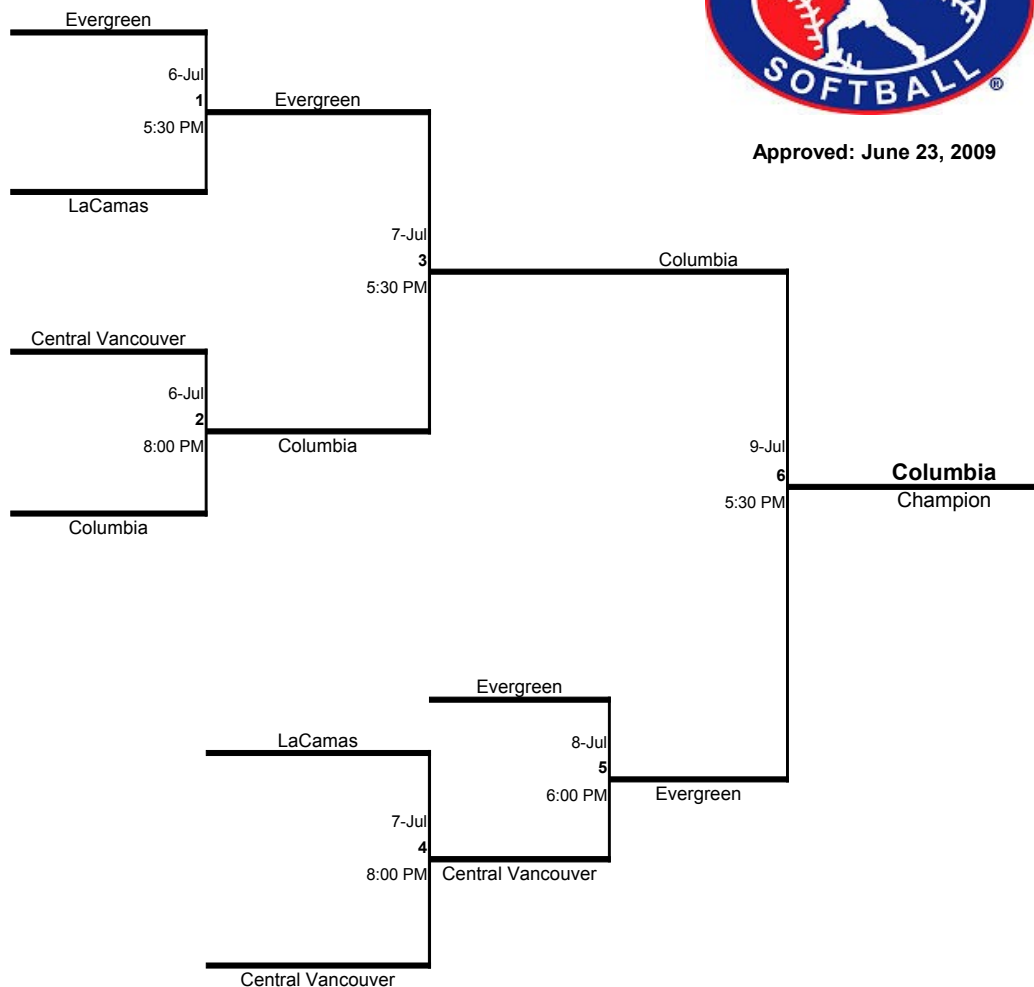 SOFTBALL ®
Approved: June 23, 2009
Evergreen
6-Jul
1
5:30 PM
Evergreen
LaCamas
7-Jul
3
5:30 PM
Columbia
Central Vancouver
6-Jul
2
8:00 PM
Columbia
Columbia
9-Jul
6
5:30 PM
Columbia
Champion
Evergreen
8-Jul
5
6:00 PM
Evergreen
LaCamas
7-Jul
4
8:00 PM
Central Vancouver
Central Vancouver